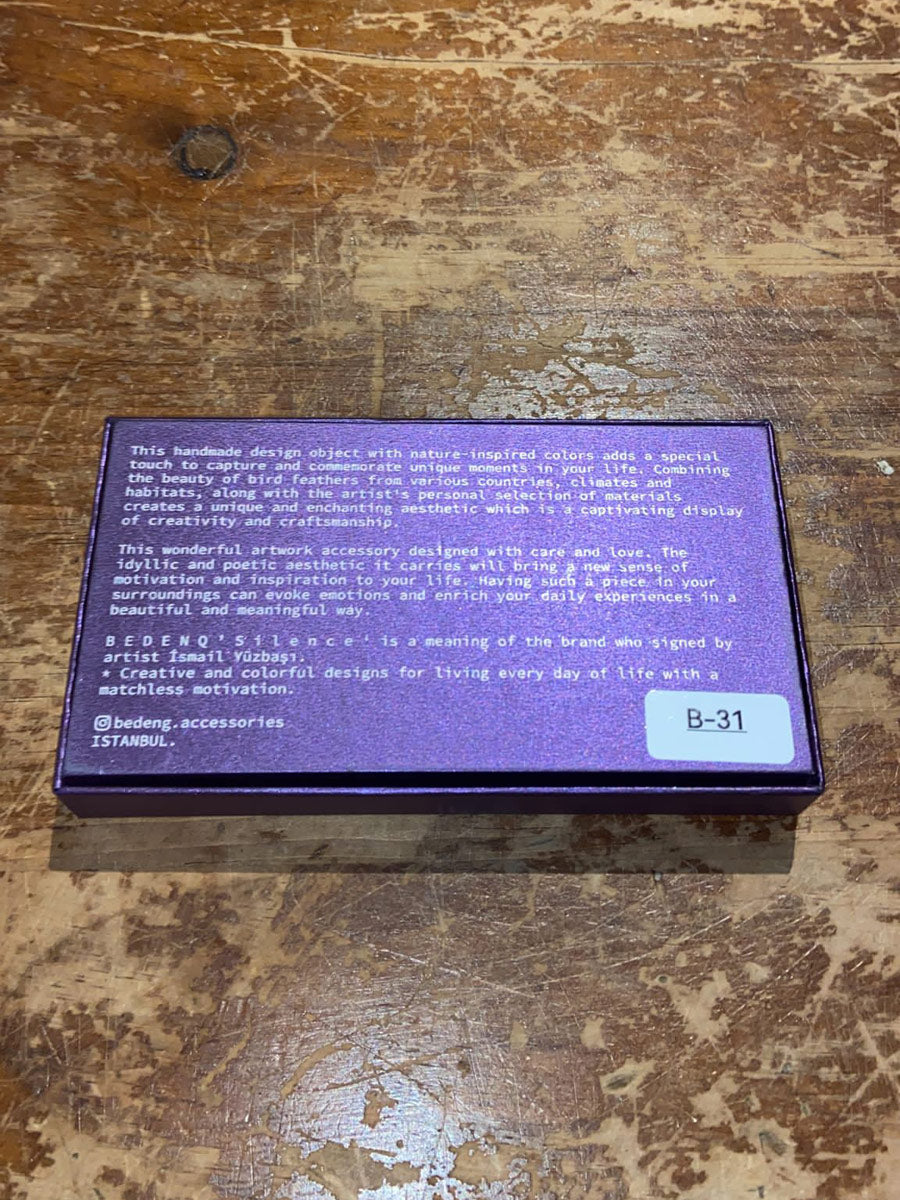 This handmade design object with nature-inspired colors adds a special
touch to capture and commemorate unique moments in your life. Combining
the beauty of bird feathers from various countries, climates and
habitats, along with the artist's personal selection of materials
creates a unique and enchanting aesthetic which is a captivating display
of creativity and craftsmanship.
This wonderful artwork accessory designed with care and love. The
idyllic and poetic aesthetic it carries will bring a new sense of
motivation and inspiration to your life. Having such a piece in your
surroundings can evoke emotions and enrich your daily experiences in a
beautiful and meaningful way.
B E D E N Q ' S i l e n c e ' is a meaning of the brand who signed by
artist İsmail Yüzbaşı.
* Creative and colorful designs for living every day of life with a
matchless motivation.
bedenq.accessories
ISTANBUL.
B-31